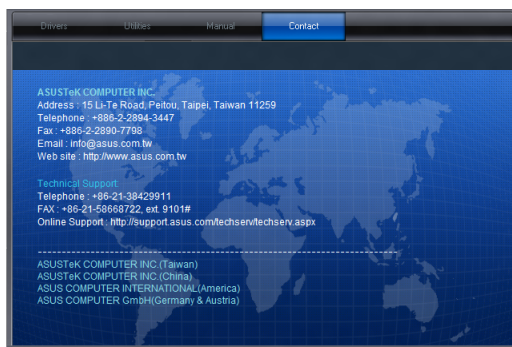 Drivers Utilities Manual Contact
ASUSTeK COMPUTER INC.
Address : 15 Li-Te Road, Peitou, Taipei, Taiwan 11259
Telephone : +886-2-2894-3447
Fax : +886-2-2890-7798
Email : info@asus.com.tw
Web site : http://www.asus.com.tw
Technical Support:
Telephone : +86-21-38429911
FAX : +86-21-58668722, ext. 9101#
Online Support : http://support.asus.com/techserv/techserv.aspx
ASUSTeK COMPUTER INC.(Taiwan)
ASUSTeK COMPUTER INC.(China)
ASUS COMPUTER INTERNATIONAL(America)
ASUS COMPUTER GmbH(Germany & Austria)